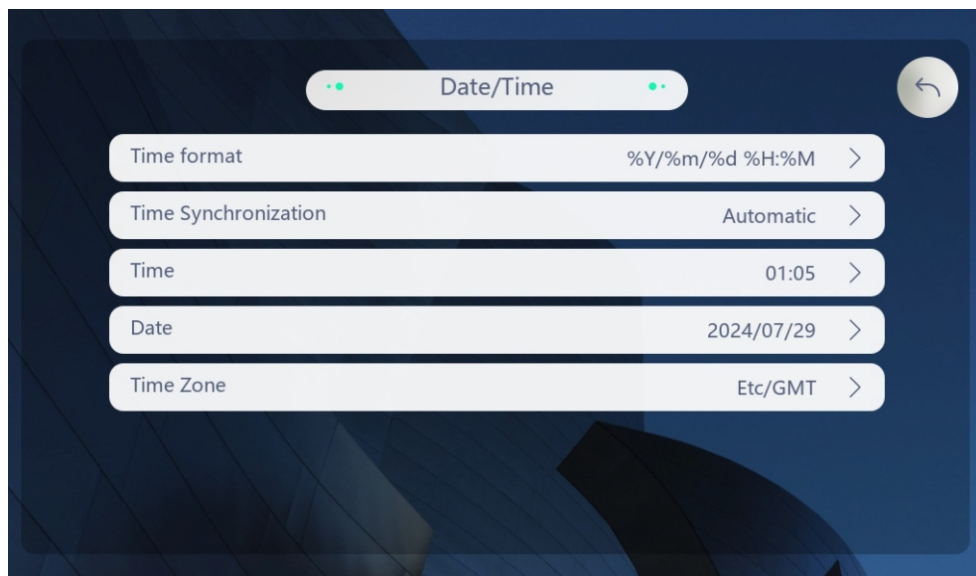 Date/Time
Time format %Y/%m/%d %H:%M
Time Synchronization Automatic
Time 01:05
Date 2024/07/29
Time Zone Etc/GMT